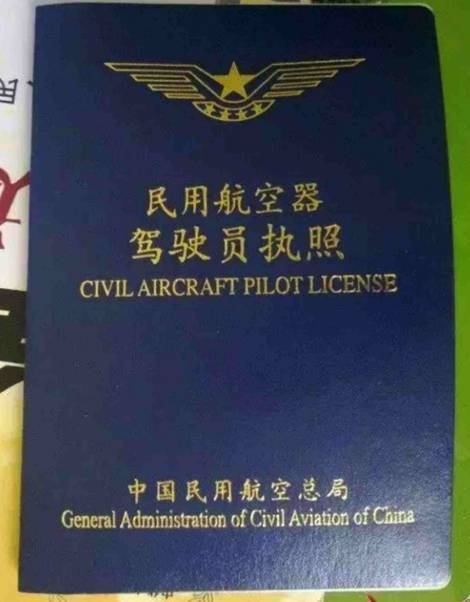 民用航空器
驾驶员执照
CIVIL AIRCRAFT PILOT LICENSE
中国民用航空总局
General Administration of Civil Aviation of China